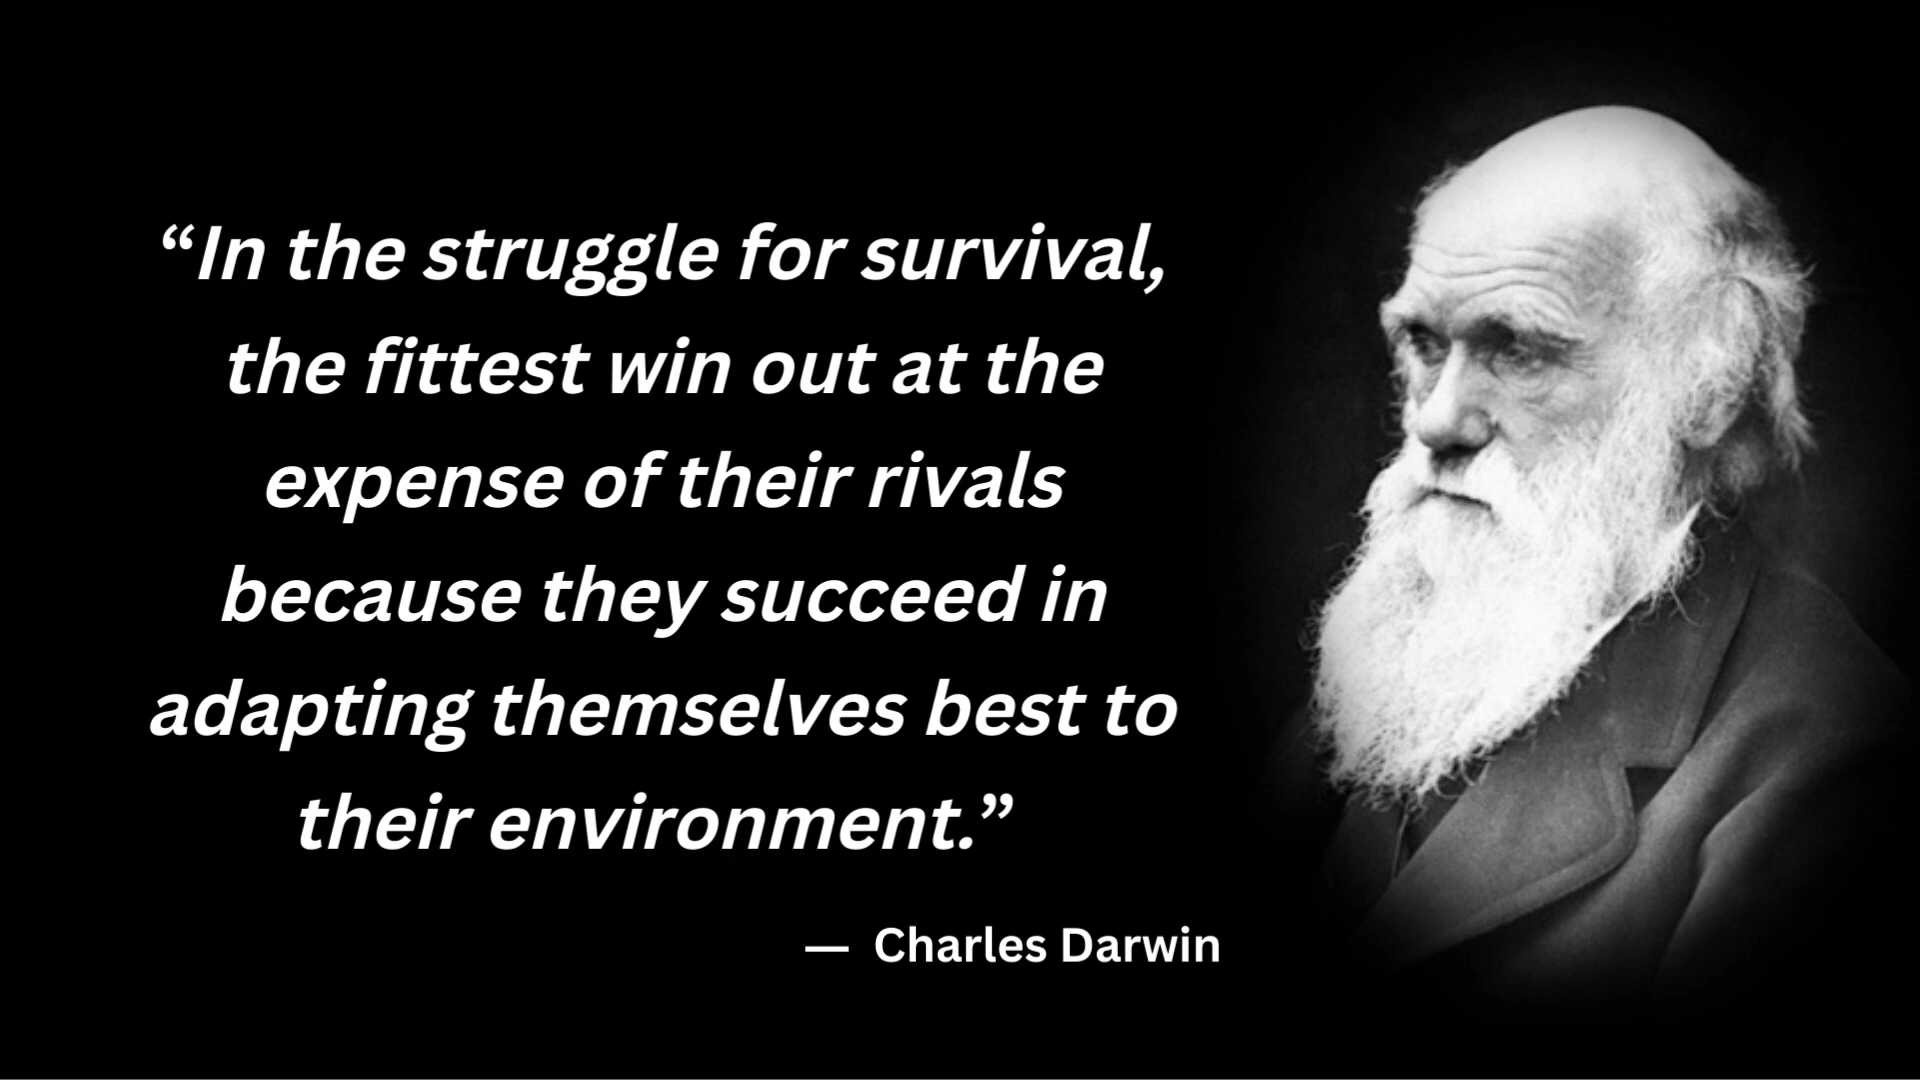 “In the struggle for survival,
the fittest win out at the
expense of their rivals
because they succeed in
adapting themselves best to
their environment.”
— Charles Darwin